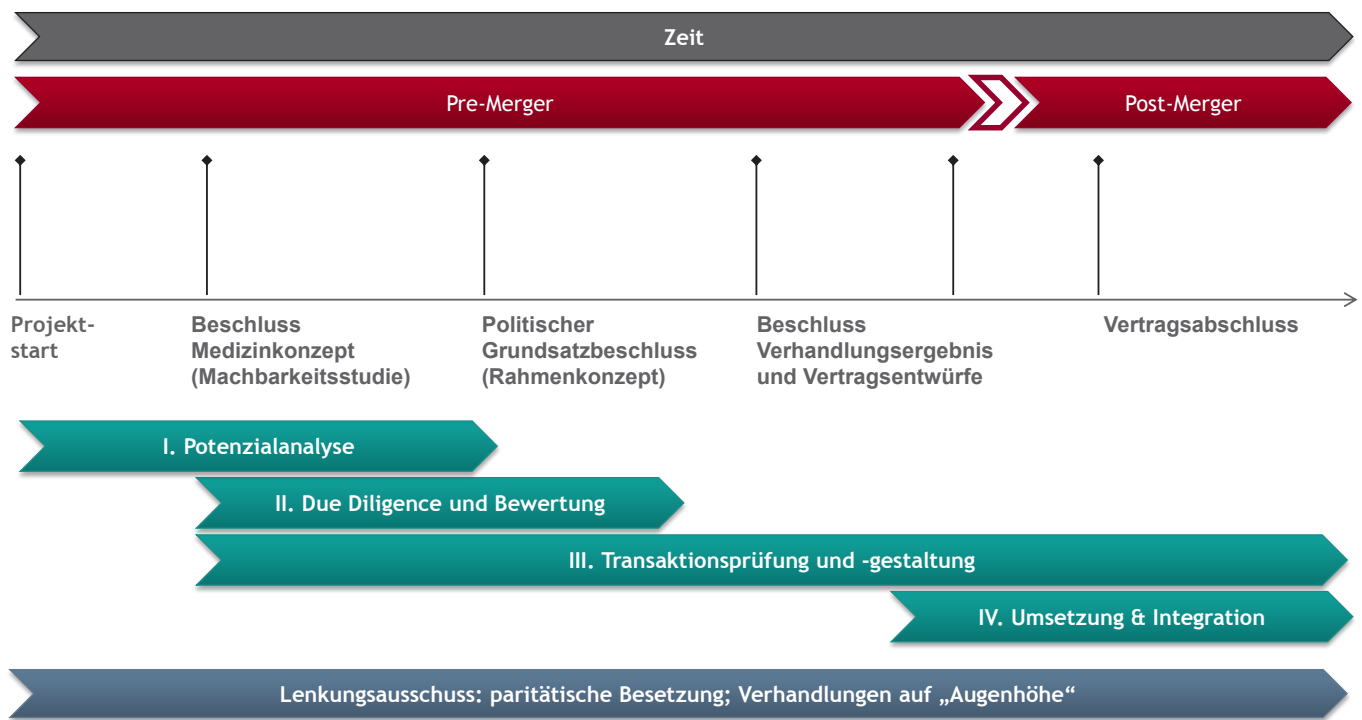 Zeit
Pre-Merger
Post-Merger
Projekt-
start
Beschluss
Medizinkonzept
(Machbarkeitsstudie)
Politischer
Grundsatzbeschluss
(Rahmenkonzept)
Beschluss
Verhandlungsergebnis
und Vertragsentwürfe
Vertragsabschluss
I. Potenzialanalyse
II. Due Diligence und Bewertung
III. Transaktionsprüfung und -gestaltung
IV. Umsetzung & Integration
Lenkungsausschuss: paritätische Besetzung; Verhandlungen auf „Augenhöhe“